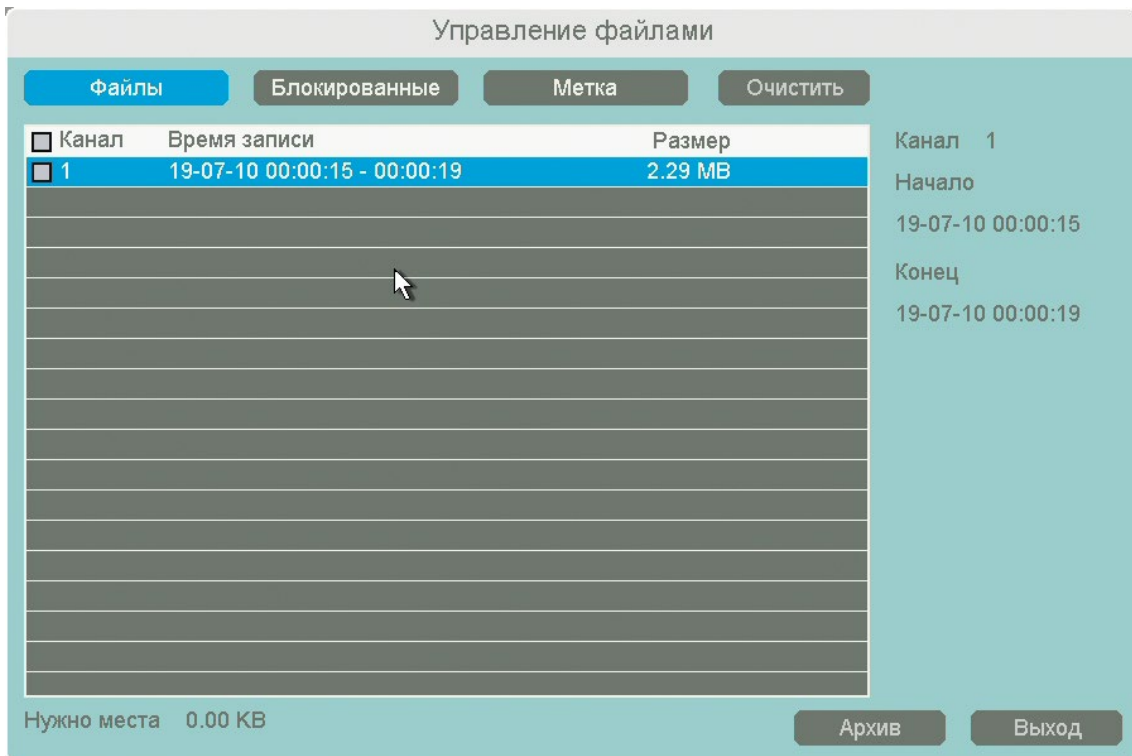 Управление файлами
Файлы Блокированные Метка Очистить
Канал Время записи Размер
1 19-07-10 00:00:15 - 00:00:19 2.29 MB
Канал 1
Начало
19-07-10 00:00:15
Конец
19-07-10 00:00:19
Нужно места 0.00 KB
Архив Выход